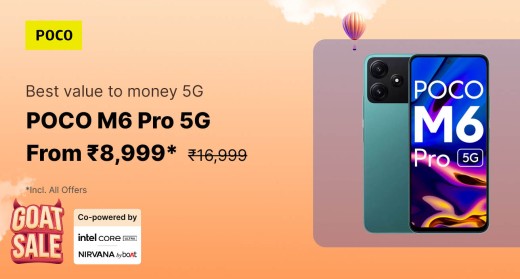 POCO
Best value to money 5G
POCO M6 Pro 5G
From ₹8,999* ₹16,999
*Incl. All Offers
GOAT
SALE
Co-powered by
intel core ULTRA
NIRVANA by boAt
POCO
M6
Pro 5G